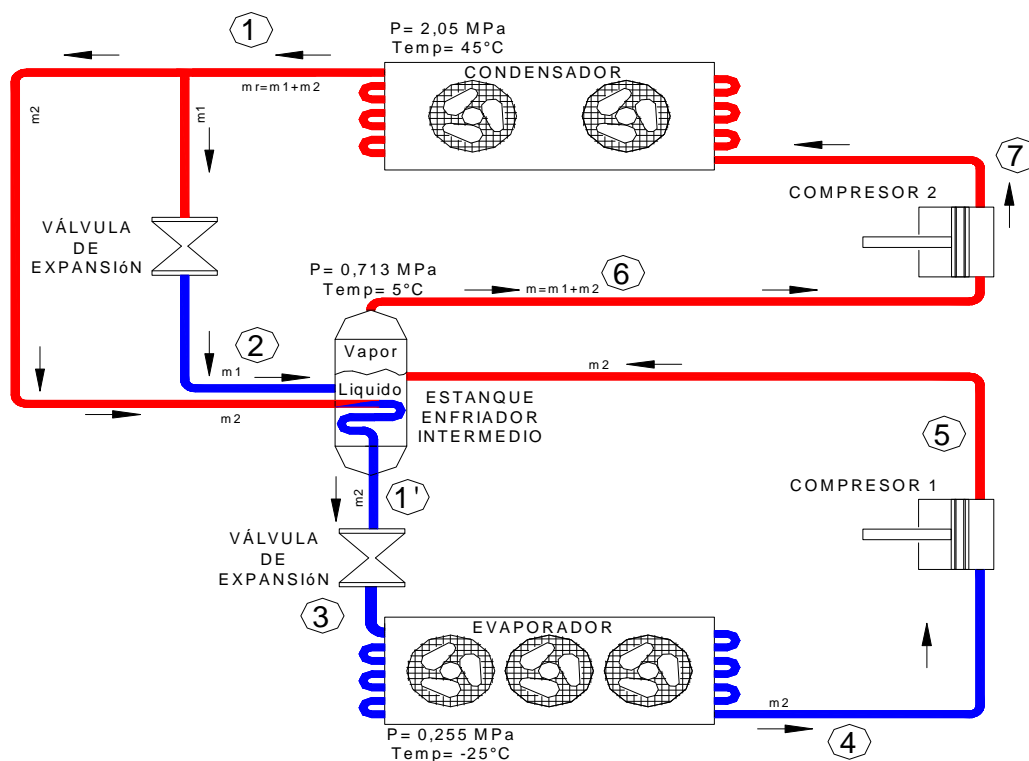 1
P= 2,05 MPa
Temp= 45°C
CONDENSADOR
mr=m1+m2
m2
m1
7
COMPRESOR 2
VÁLVULA
DE
EXPANSIóN
P= 0,713 MPa
Temp= 5°C
6
m=m1+m2
2
Vapor
m2
m1
Liquido
ESTANQUE
ENFRIADOR
INTERMEDIO
m2
5
COMPRESOR 1
m2
1'
VÁLVULA
DE
EXPANSIóN
3
EVAPORADOR
m2
4
P= 0,255 MPa
Temp= -25°C